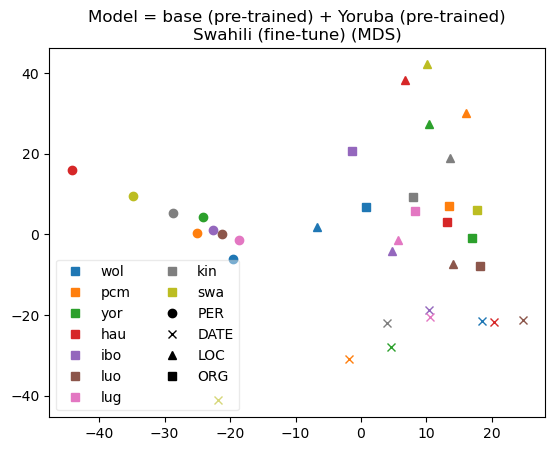 Model = base (pre-trained) + Yoruba (pre-trained)
Swahili (fine-tune) (MDS)
40
20
0
−20
−40
wol
pcm
yor
hau
ibo
luo
lug
kin
swa
PER
DATE
LOC
ORG
−40 −30 −20 −10 0 10 20